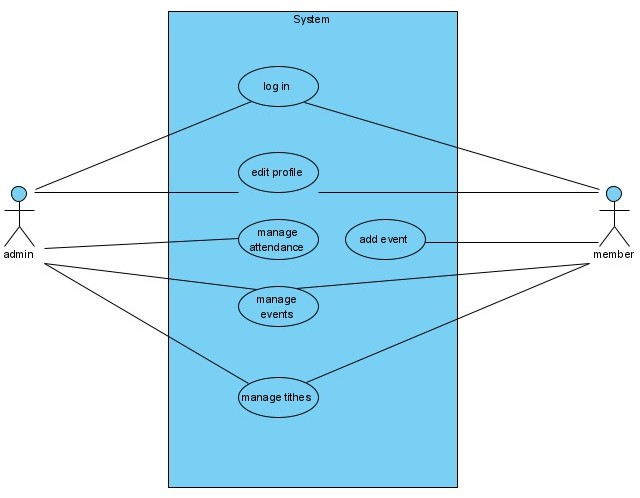 System
log in
edit profile
manage
attendance
add event
admin
member
manage
events
manage tithes